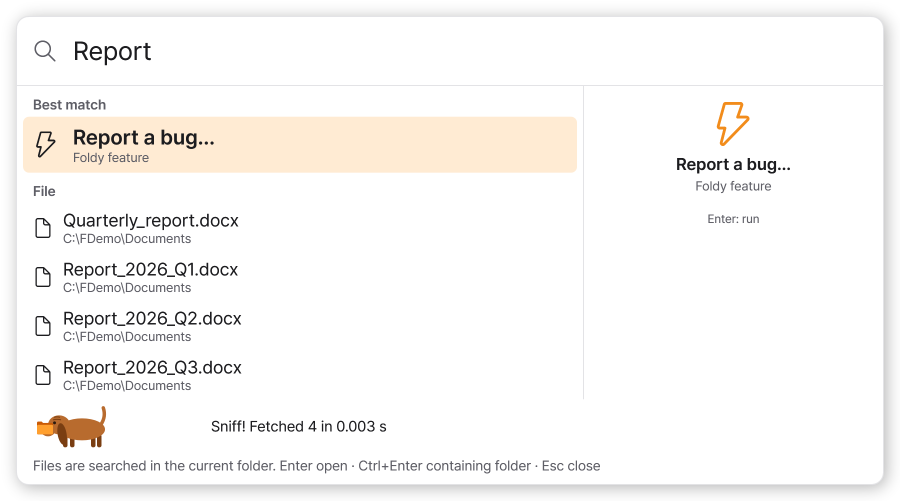 Report
Best match
Report a bug...
Foldy feature
File
Quarterly_report.docx
C:\FDemo\Documents
Report_2026_Q1.docx
C:\FDemo\Documents
Report_2026_Q2.docx
C:\FDemo\Documents
Report_2026_Q3.docx
C:\FDemo\Documents
Report a bug...
Foldy feature
Enter: run
Sniff! Fetched 4 in 0.003 s
Files are searched in the current folder. Enter open · Ctrl+Enter containing folder · Esc close